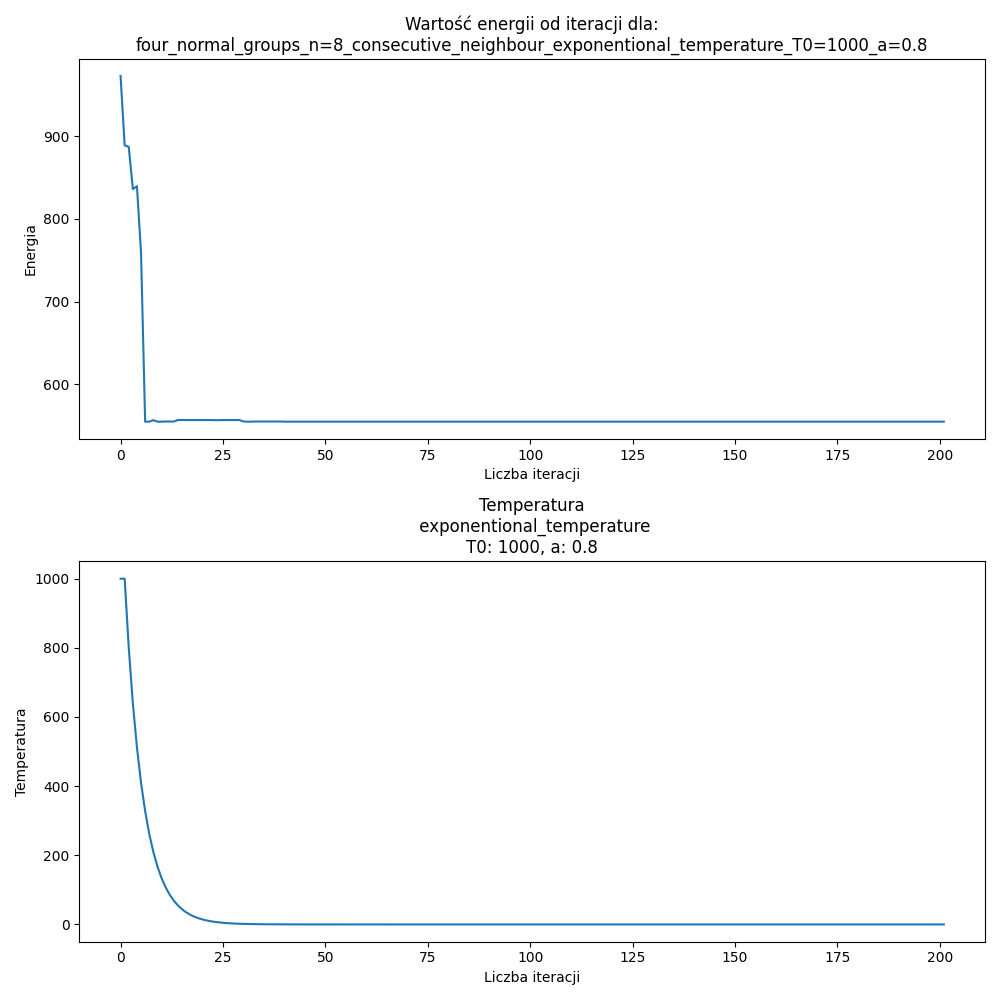 Wartość energii od iteracji dla:
four_normal_groups_n=8_consecutive_neighbour_exponentional_temperature_T0=1000_a=0.8
900
800
700
600
Energia
0 25 50 75 100 125 150 175 200
Liczba iteracji
Temperatura
exponentional_temperature
T0: 1000, a: 0.8
1000
800
600
400
200
0
Temperatura
0 25 50 75 100 125 150 175 200
Liczba iteracji